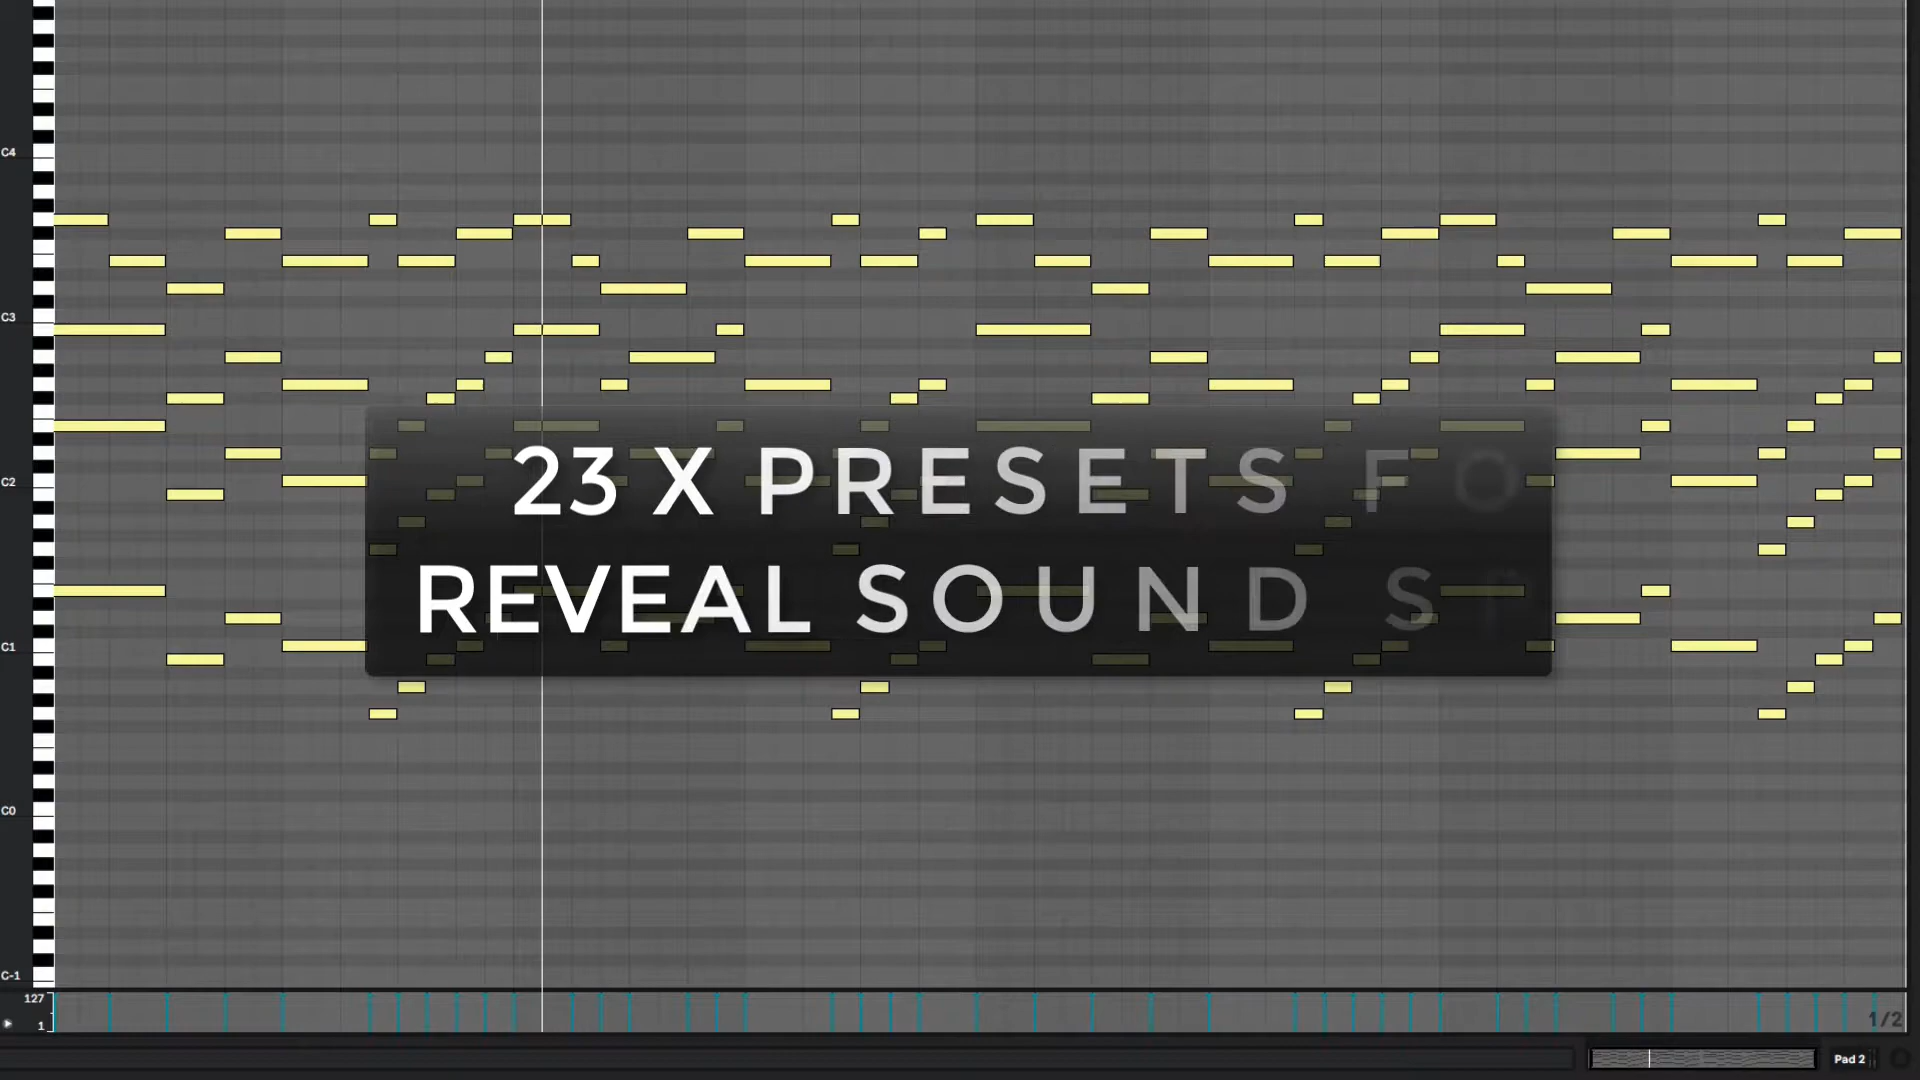 C4
C3
23 X PRESETS FO
C2
REVEAL SOUND S
C1
C0
C-1
127
1
1/2
Pad 2